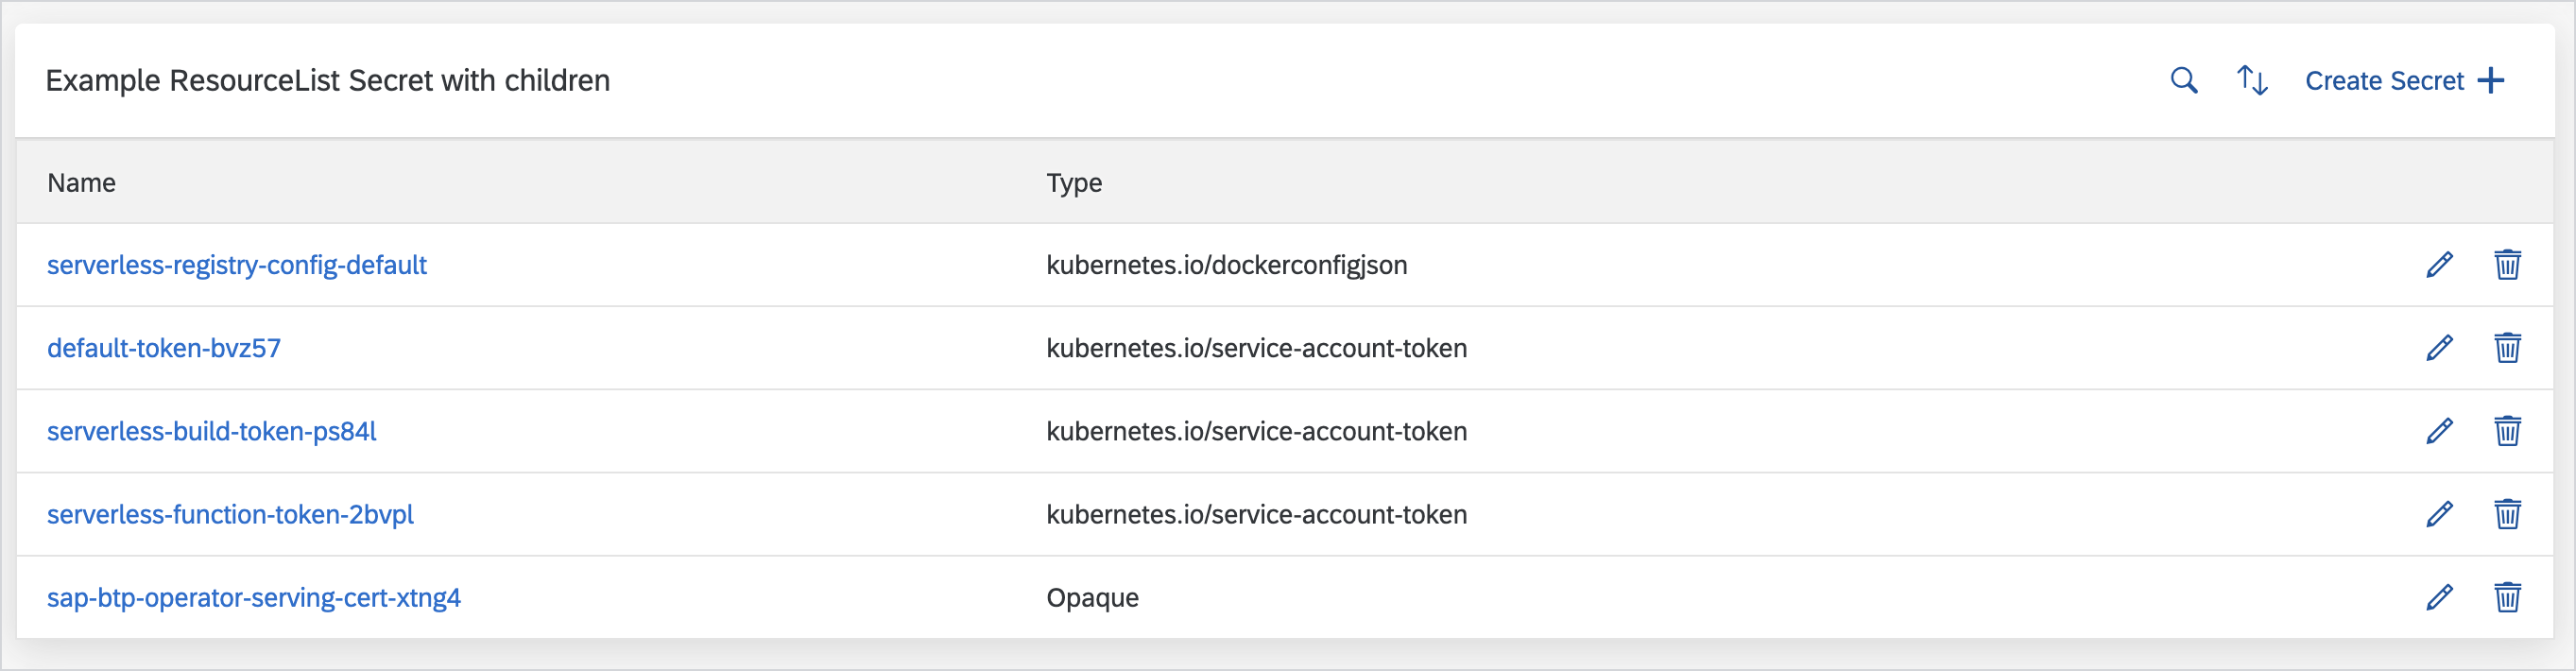 Example ResourceList Secret with children
Create Secret
Name Type
serverless-registry-config-default kubernetes.io/dockerconfigjson
default-token-bvz57 kubernetes.io/service-account-token
serverless-build-token-ps84l kubernetes.io/service-account-token
serverless-function-token-2bvpl kubernetes.io/service-account-token
sap-btp-operator-serving-cert-xtng4 Opaque